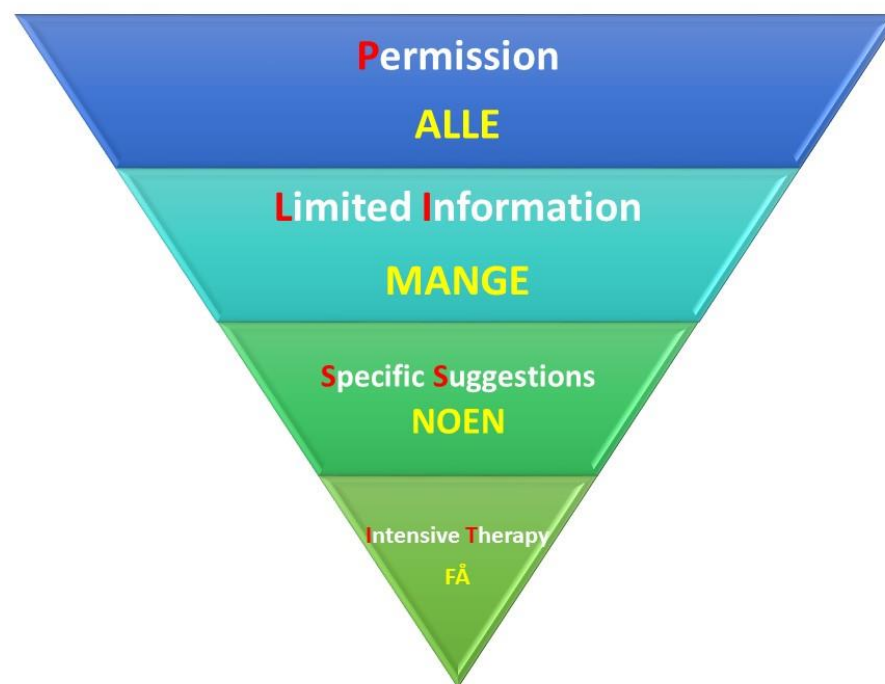 Permission
ALLE
Limited Information
MANGE
Specific Suggestions
NOEN
Intensive Therapy
FÅ